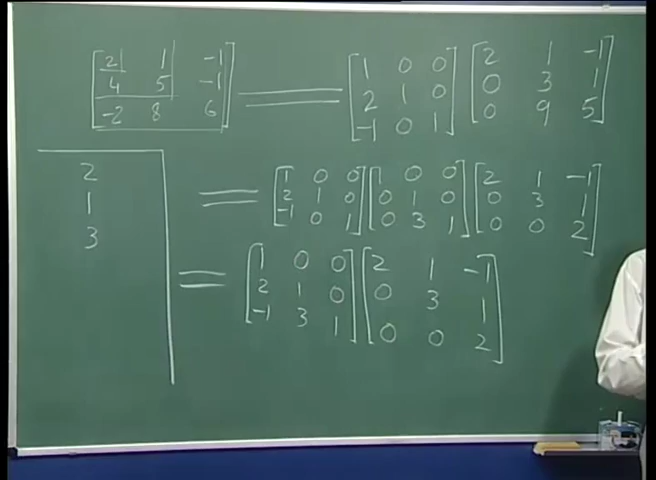 [2 1 -1] = [1 0 0] [2 1 -1]
[4 5 -1] [2 1 0] [0 3 1]
[-2 8 6] [-1 0 1] [0 9 5]
2
1
3
= [1 0 0] [1 0 0] [2 1 -1]
[2 1 0] [0 1 0] [0 3 1]
[-1 0 1] [0 3 1] [0 0 2]
= [1 0 0] [2 1 -1]
[2 1 0] [0 3 1]
[-1 3 1] [0 0 2]